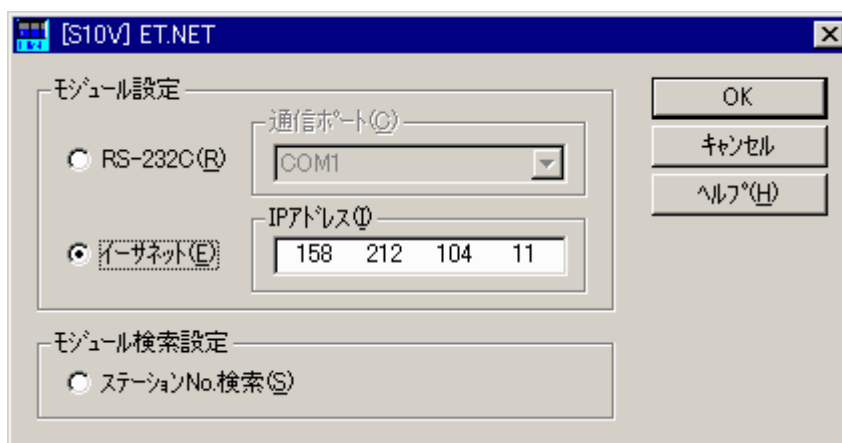 [S10V] ET.NET
モジュール設定
RS-232C(R)
通信ポート(C)
COM1
イーサネット(E)
IPアドレス(I)
158 212 104 11
モジュール検索設定
ステーションNo.検索(S)
OK
キャンセル
ヘルプ(H)